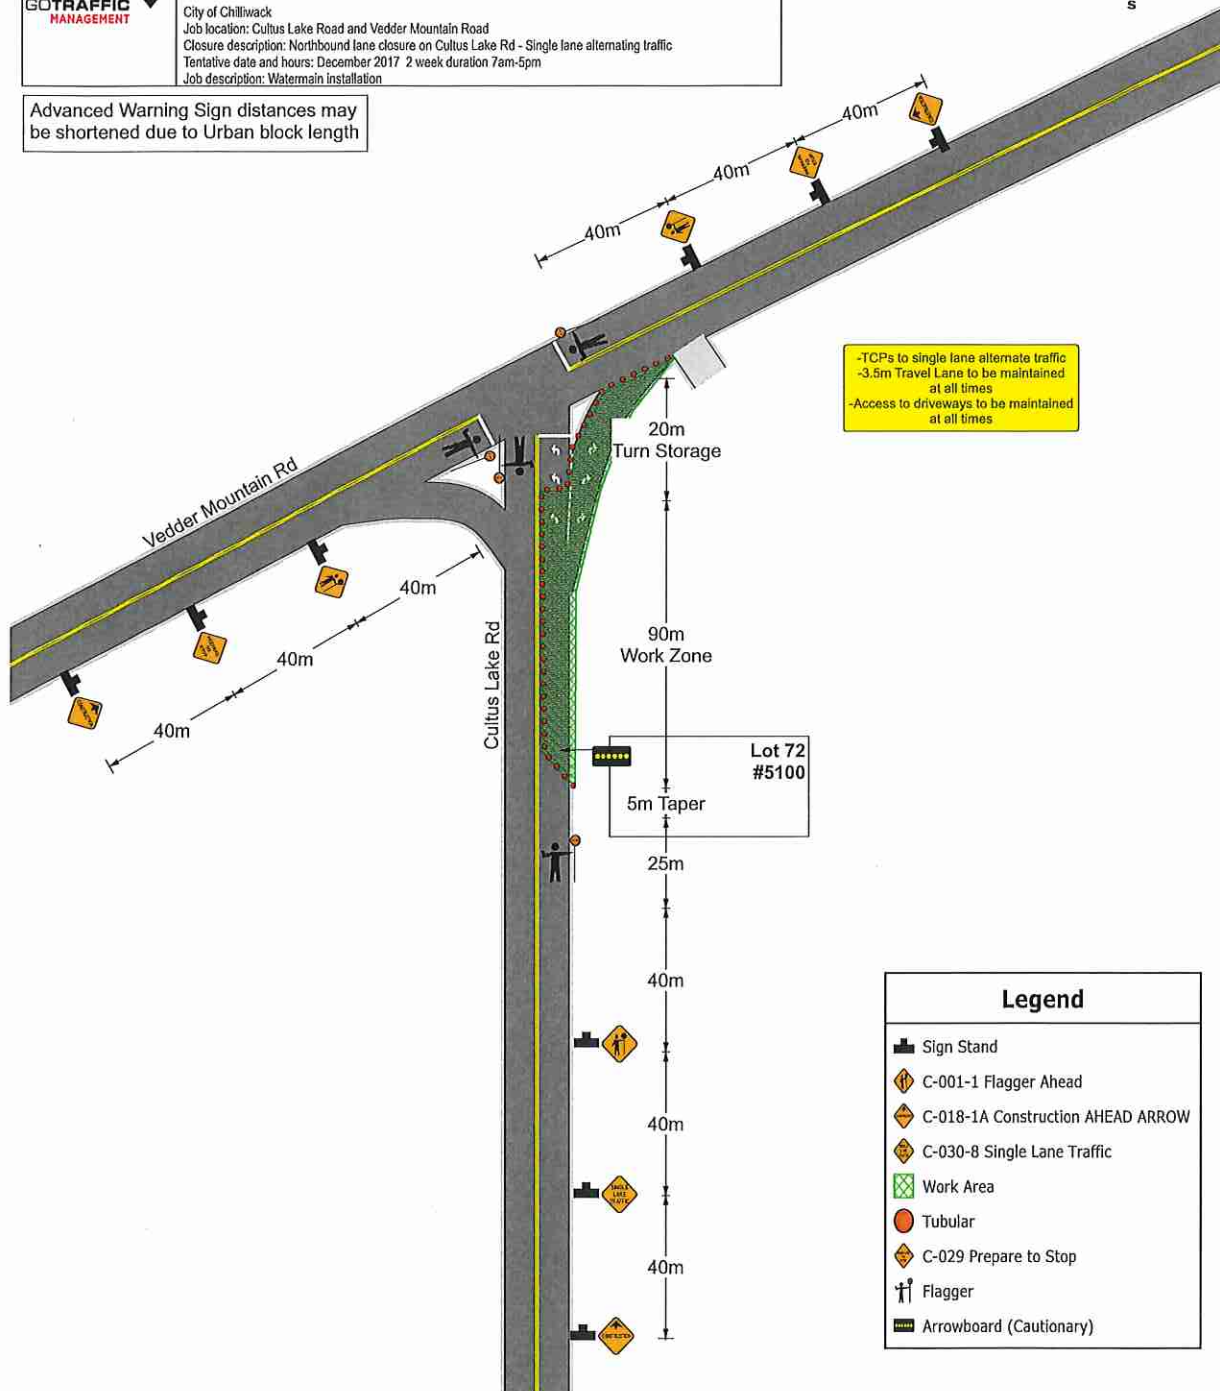 GOTRAFFIC
MANAGEMENT
City of Chilliwack
Job location: Cultus Lake Road and Vedder Mountain Road
Closure description: Northbound lane closure on Cultus Lake Rd - Single lane alternating traffic
Tentative date and hours: December 2017 2 week duration 7am-5pm
Job description: Watermain installation
S
Advanced Warning Sign distances may
be shortened due to Urban block length
40m
40m
40m
-TCPs to single lane alternate traffic
-3.5m Travel Lane to be maintained
at all times
-Access to driveways to be maintained
at all times
20m
Turn Storage
Vedder Mountain Rd
40m
40m
40m
CONSTRUCTION
Cultus Lake Rd
90m
Work Zone
Lot 72
#5100
5m Taper
25m
40m
40m
SINGLE
LANE
TRAFFIC
40m
CONSTRUCTION
Legend
Sign Stand
C-001-1 Flagger Ahead
C-018-1A Construction AHEAD ARROW
C-030-8 Single Lane Traffic
Work Area
Tubular
C-029 Prepare to Stop
Flagger
Arrowboard (Cautionary)